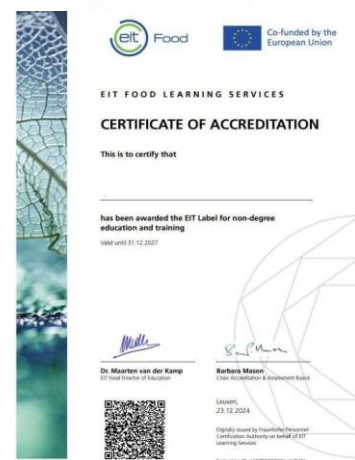 eit Food
Co-funded by the
European Union
EIT FOOD LEARNING SERVICES
CERTIFICATE OF ACCREDITATION
This is to certify that
has been awarded the EIT Label for non-degree
education and training
Valid until 31.12.2027
Dr. Maarten van der Kamp
EIT Food Director of Education
Barbara Mason
Chair Accreditation & Assessment Board
Leuven,
23.12.2024
Digitally issued by Fraunhofer Personnel
Certification Authority on behalf of EIT
Learning Services